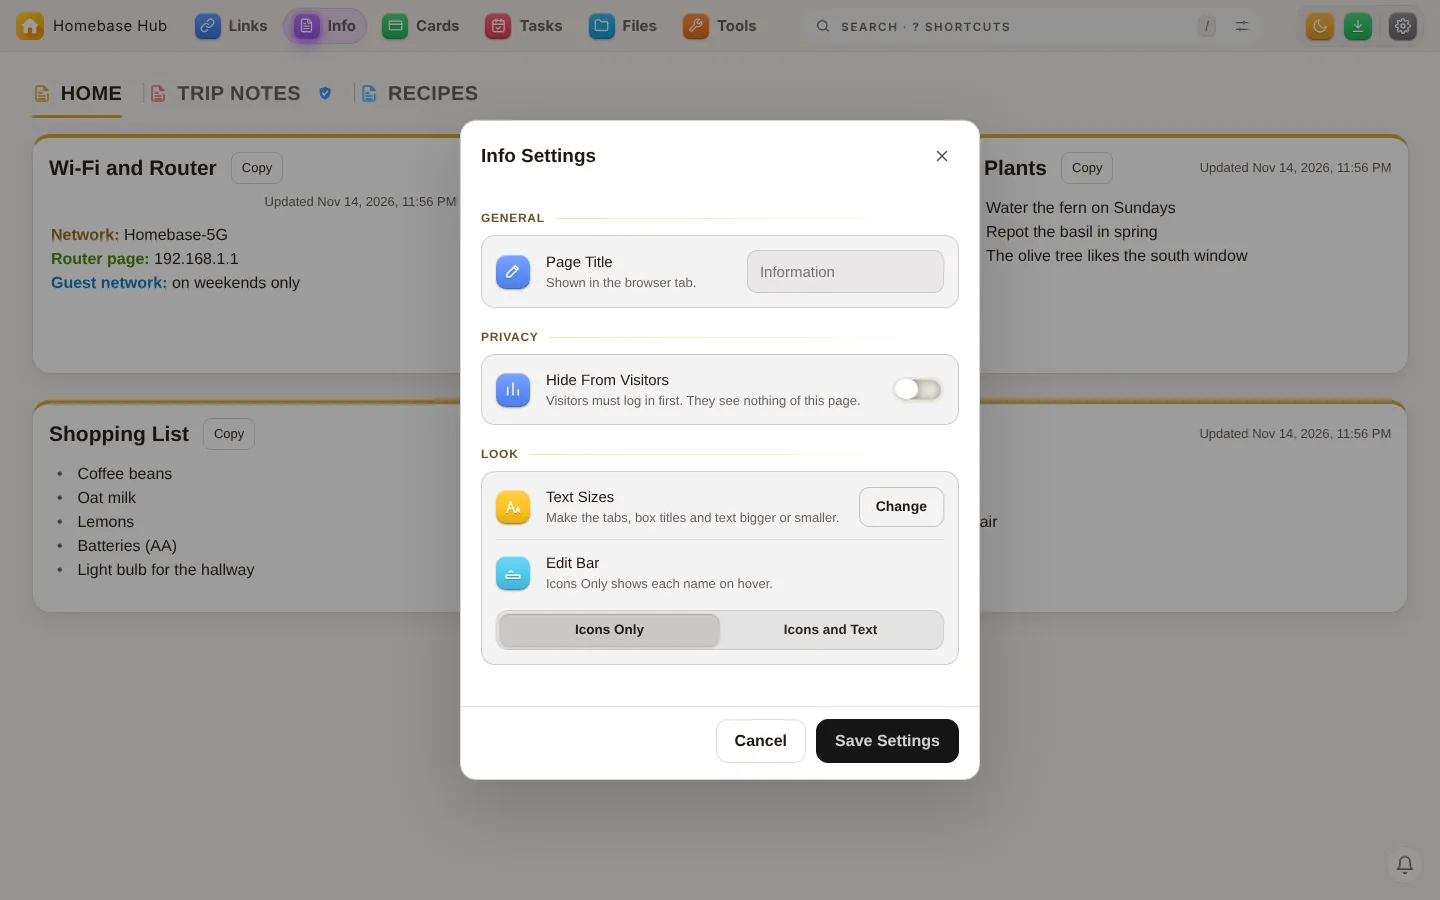 Homebase Hub
Links
Info
Cards
Tasks
Files
Tools
SEARCH · ? SHORTCUTS
/
HOME
TRIP NOTES
RECIPES
Wi-Fi and Router
Copy
Updated Nov 14, 2026, 11:56 PM
Network: Homebase-5G
Router page: 192.168.1.1
Guest network: on weekends only
Plants
Copy
Updated Nov 14, 2026, 11:56 PM
Water the fern on Sundays
Repot the basil in spring
The olive tree likes the south window
Shopping List
Copy
• Coffee beans
• Oat milk
• Lemons
• Batteries (AA)
• Light bulb for the hallway
Updated Nov 14, 2026, 11:56 PM
air
Info Settings
GENERAL
Page Title
Shown in the browser tab.
Information
PRIVACY
Hide From Visitors
Visitors must log in first. They see nothing of this page.
LOOK
Text Sizes
Make the tabs, box titles and text bigger or smaller.
Change
Edit Bar
Icons Only shows each name on hover.
Icons Only
Icons and Text
Cancel
Save Settings